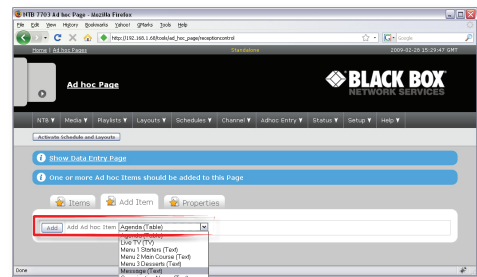 NTB 7703 Ad hoc Page - Mozilla Firefox
File Edit View History Bookmarks Yahoo! gMarks Tools Help
http://192.168.1.68/tools/ad_hoc_page/receptioncontrol
Google
Home | Ad hoc Pages Standalone 2009-02-20 15:29:47 GMT
Ad hoc Page
BLACK BOX
NETWORK SERVICES
NTB Media Playlists Layouts Schedules Channel Adhoc Entry Status Setup Help
Activate Schedule and Layouts
Show Data Entry Page
One or more Ad hoc Items should be added to this Page
Items Add Item Properties
Add Add Ad hoc Item Agenda (Table)
Agenda (Table)
Live TV (TV)
Menu 1 Starters (Text)
Menu 2 Main Course (Text)
Menu 3 Desserts (Text)
Message (Text)
Done